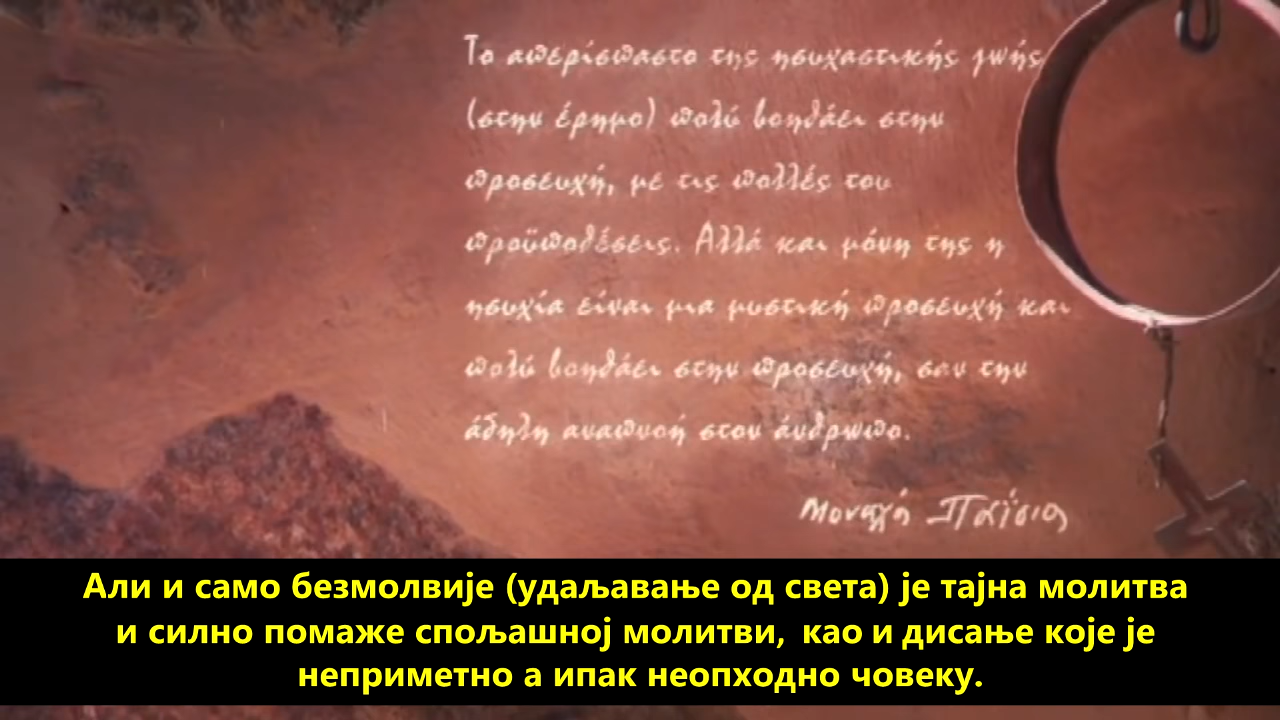 Το απερίσπαστο της ησυχαστικής ζωής
(στην έρημο) πολύ βοηθάει στην
προσευχή, με τις πολλές του
προϋποθέσεις. Αλλά και μόνη της η
ησυχία είναι μια μυστική προσευχή και
πολύ βοηθάει στην προσευχή, σαν την
άδηλη αναπνοή στον άνθρωπο.
Μοναχή Παΐσιος
Али и само безмолвије (удаљавање од света) је тајна молитва
и силно помаже спољашној молитви, као и дисање које је
неприметно а ипак неопходно човеку.